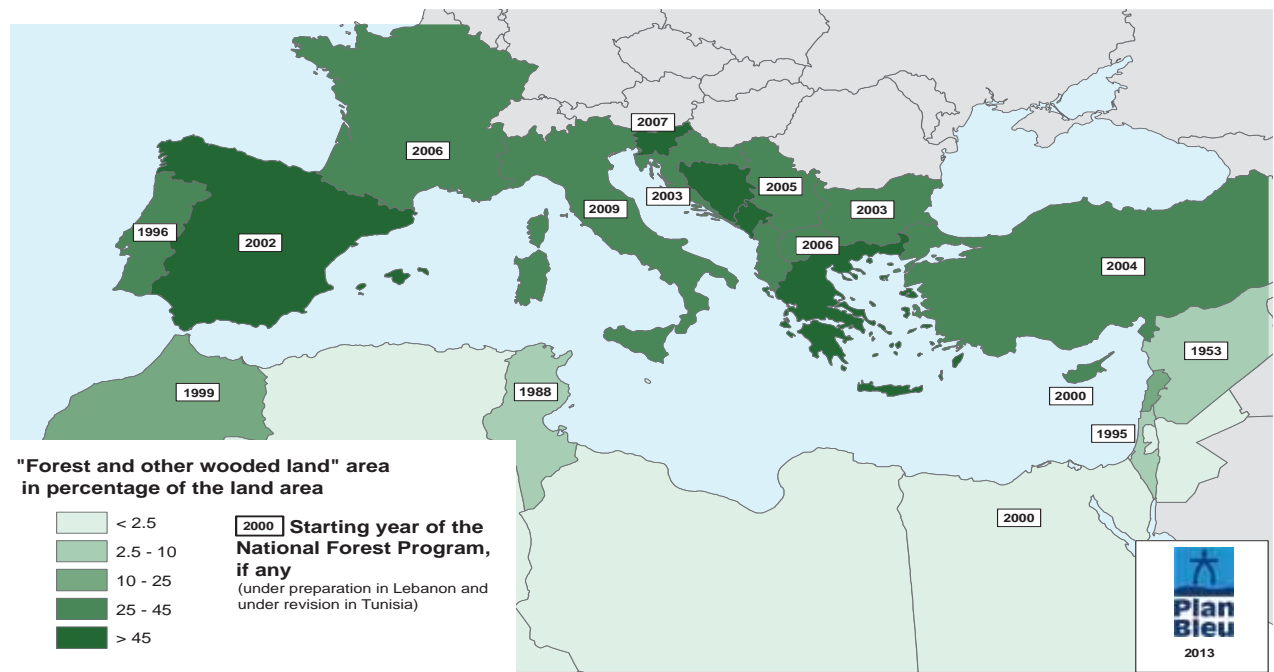 2007
2006
2005
2003
2009
2003
1996
2002
2006
2004
1953
1999
1988
2000
1995
2000
"Forest and other wooded land" area
in percentage of the land area
< 2.5
2.5 - 10
10 - 25
25 - 45
> 45
2000 Starting year of the
National Forest Program,
if any
(under preparation in Lebanon and
under revision in Tunisia)
Plan
Bleu
2013